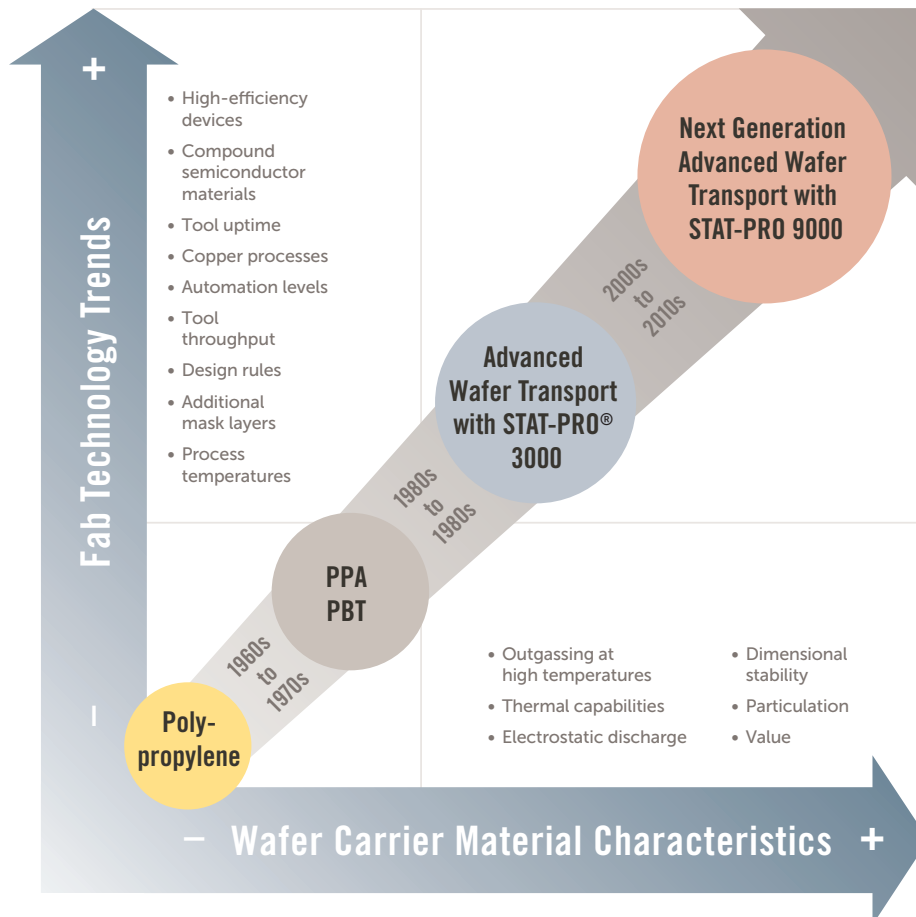 +
Fab Technology Trends
–
• High-efficiency
devices
• Compound
semiconductor
materials
• Tool uptime
• Copper processes
• Automation levels
• Tool
throughput
• Design rules
• Additional
mask layers
• Process
temperatures
Next Generation
Advanced Wafer
Transport with
STAT-PRO 9000
2000s
to
2010s
Advanced
Wafer Transport
with STAT-PRO®
3000
1980s
to
1980s
PPA
PBT
1960s
to
1970s
Poly-
propylene
• Outgassing at
high temperatures
• Thermal capabilities
• Electrostatic discharge
• Dimensional
stability
• Particulation
• Value
– Wafer Carrier Material Characteristics +